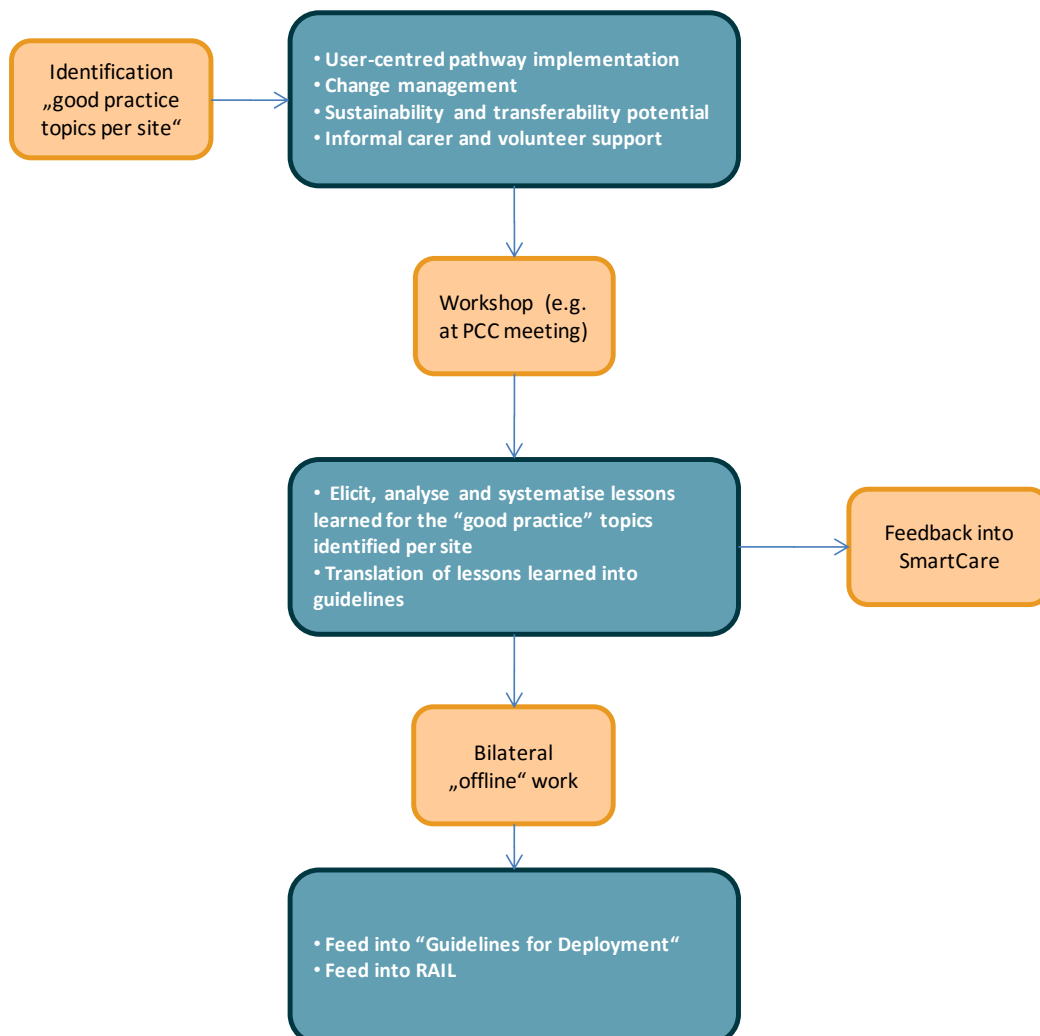 Identification
„good practice
topics per site“
• User-centred pathway implementation
• Change management
• Sustainability and transferability potential
• Informal carer and volunteer support
Workshop (e.g.
at PCC meeting)
• Elicit, analyse and systematise lessons
learned for the “good practice” topics
identified per site
• Translation of lessons learned into
guidelines
Feedback into
SmartCare
Bilateral
„offline“ work
• Feed into “Guidelines for Deployment“
• Feed into RAIL